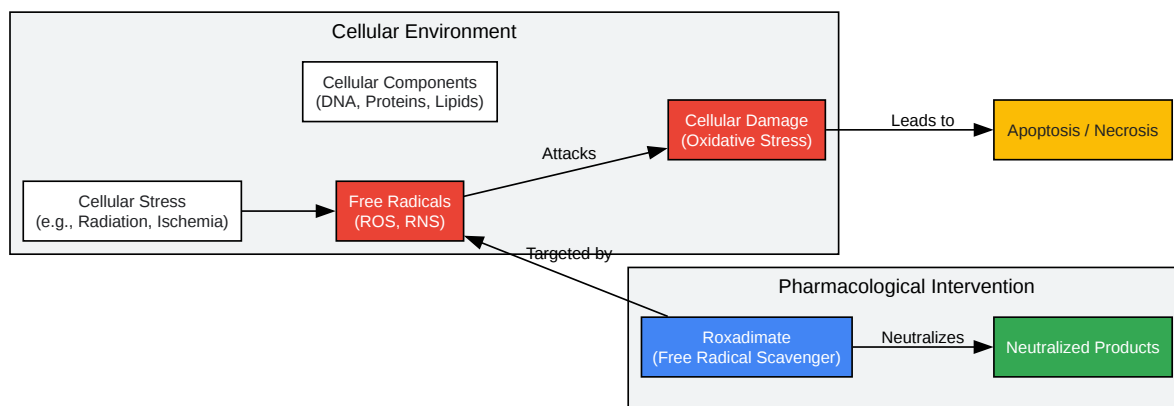 Cellular Environment
Cellular Components
(DNA, Proteins, Lipids)
Cellular Damage
(Oxidative Stress)
Leads to
Apoptosis / Necrosis
Attacks
Cellular Stress
(e.g., Radiation, Ischemia)
Free Radicals
(ROS, RNS)
Targeted by
Pharmacological Intervention
Roxadimate
(Free Radical Scavenger)
Neutralizes
Neutralized Products